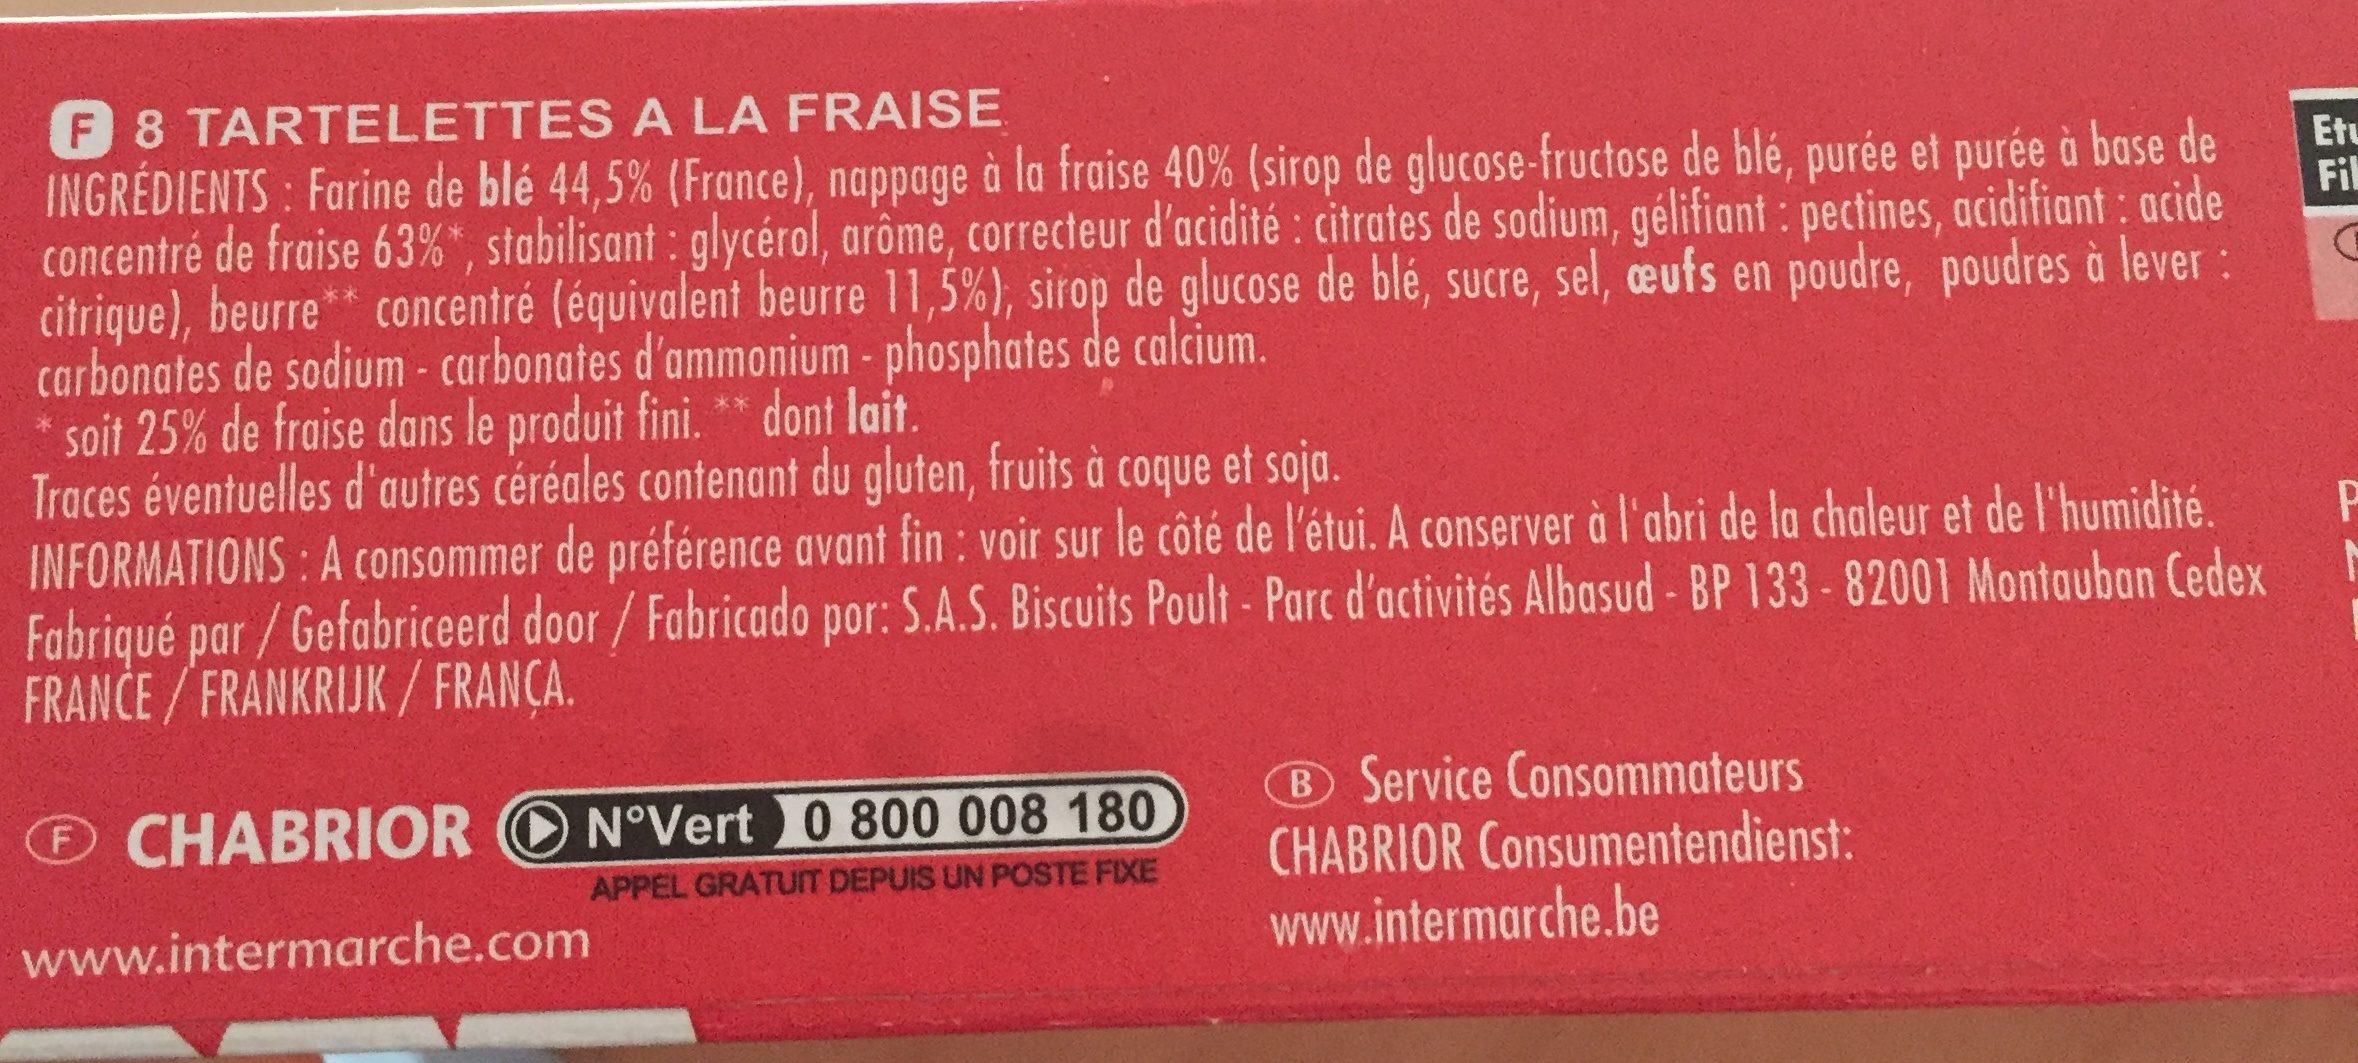 F 8 TARTELETTES A LA FRAISE
INGRÉDIENTS : Farine de blé 44,5% (France), nappage à la fraise 40% (sirop de glucose-fructose de blé, purée et purée à base de
concentré de fraise 63%*, stabilisant : glycérol, arôme, correcteur d'acidité : citrates de sodium, gélifiant : pectines, acidifiant : acide
citrique), beurre** concentré (équivalent beurre 11,5%), sirop de glucose de blé, sucre, sel, œufs en poudre, poudres à lever :
carbonates de sodium - carbonates d'ammonium - phosphates de calcium.
* soit 25% de fraise dans le produit fini. ** dont lait.
Traces éventuelles d'autres céréales contenant du gluten, fruits à coque et soja.
INFORMATIONS : A consommer de préférence avant fin : voir sur le côté de l'étui. A conserver à l'abri de la chaleur et de l'humidité.
Fabriqué par / Gefabriceerd door / Fabricado por: S.A.S. Biscuits Poult - Parc d'activités Albasud - BP 133 - 82001 Montauban Cedex
FRANCE / FRANKRIJK / FRANÇA.
F CHABRIOR N°Vert 0 800 008 180
APPEL GRATUIT DEPUIS UN POSTE FIXE
www.intermarche.com
B Service Consommateurs
CHABRIOR Consumentendienst:
www.intermarche.be